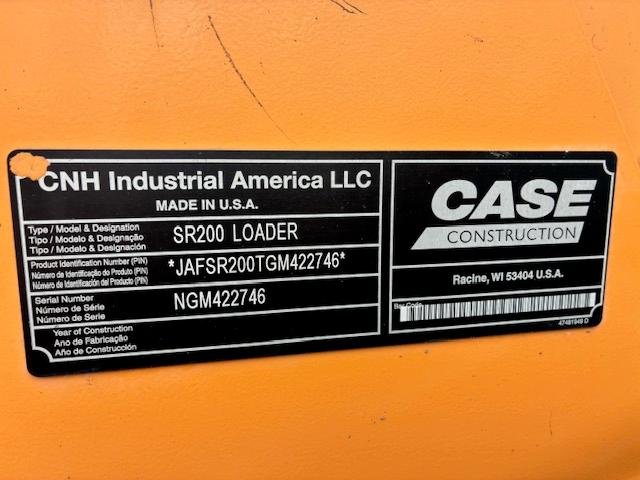 CNH Industrial America LLC
MADE IN U.S.A.
Type / Model & Designation
Tipo / Modelo & Designação
Tipo / Modelo & Designación
SR200 LOADER
Product Identification Number (PIN)
Número de Identificação do Produto (PIN)
Número de Identificación del Producto (PIN)
*JAFSR200TGM422746*
Serial Number
Número de Série
Número de Serie
NGM422746
Year of Construction
Ano de Fabricação
Año de Construcción
CASE
CONSTRUCTION
Racine, WI 53404 U.S.A.
Bar Code
47481949 D